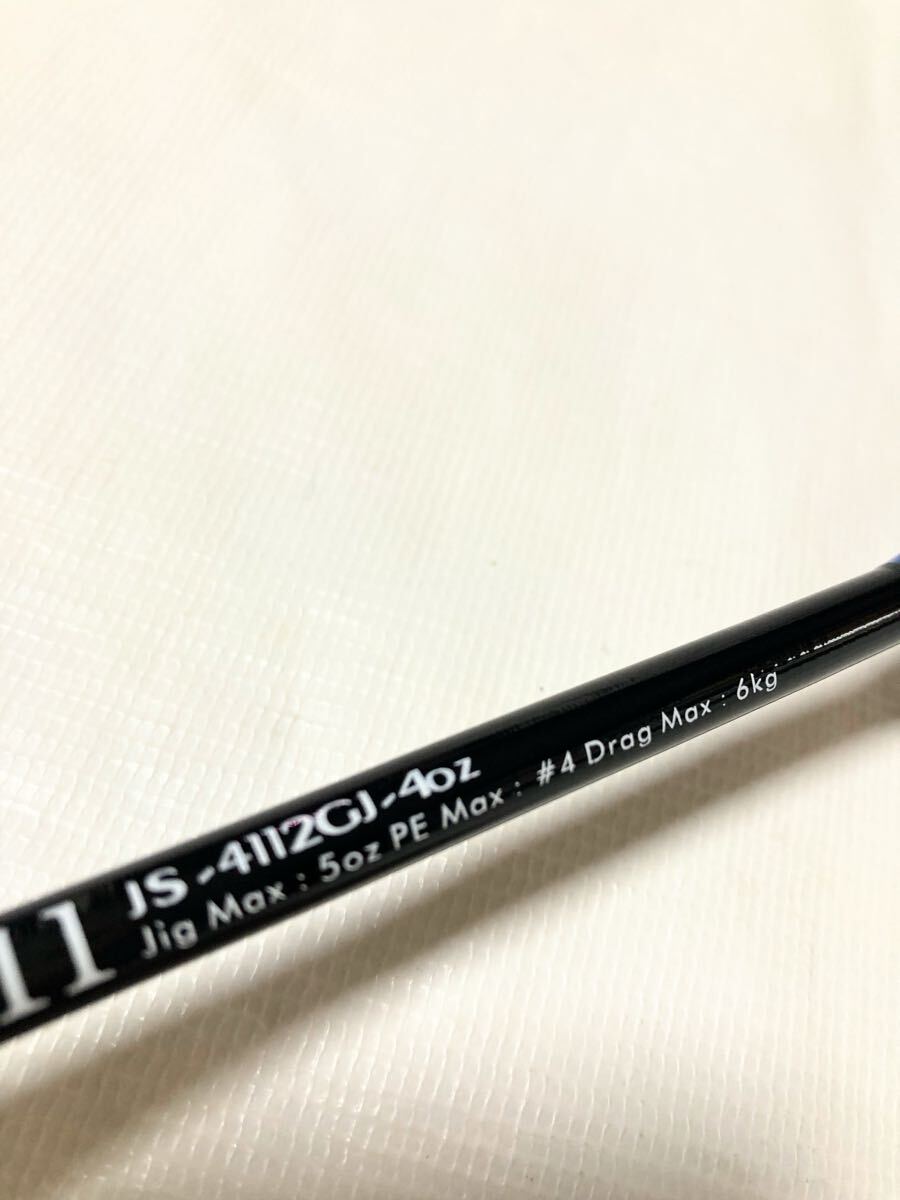 JS-4112GJ-4oz
Jig Max : 5oz PE Max : #4 Drag Max : 6kg